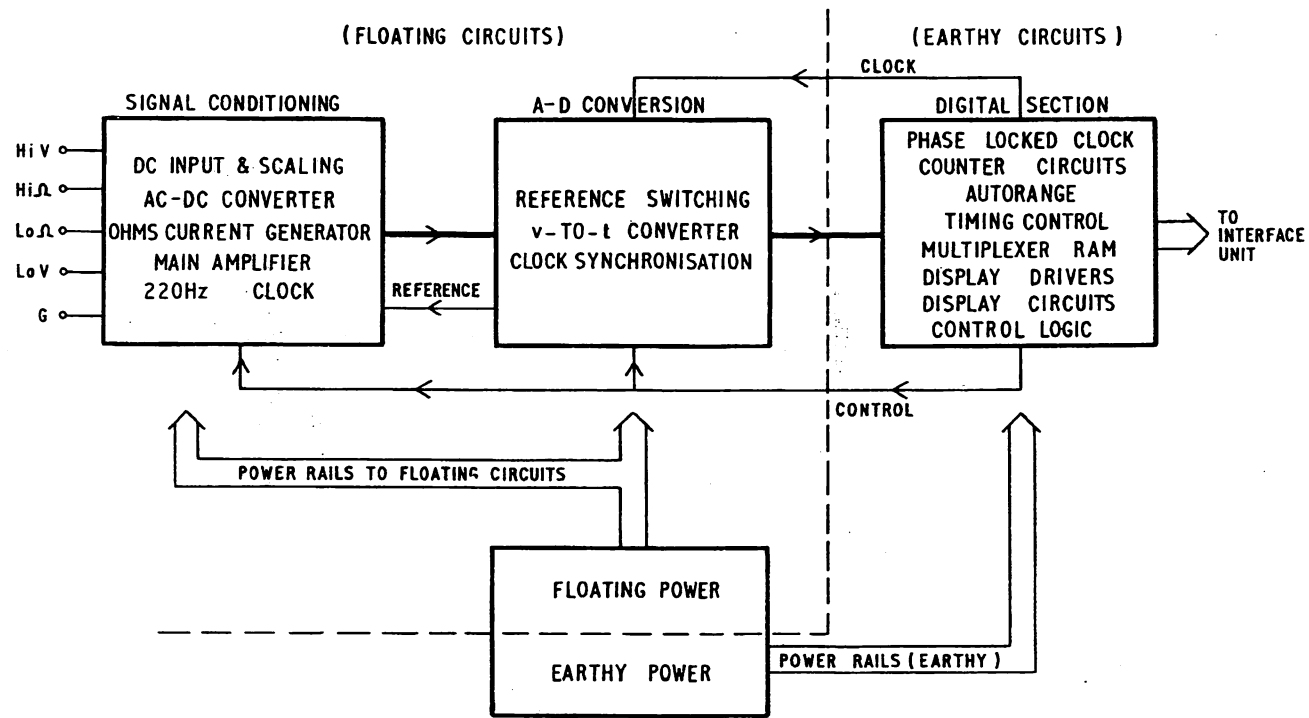 (FLOATING CIRCUITS)
(EARTHY CIRCUITS)
CLOCK
SIGNAL CONDITIONING
A-D CONVERSION
DIGITAL SECTION
Hi V
HiΩ
LoΩ
Lo V
G
DC INPUT & SCALING
AC-DC CONVERTER
OHMS CURRENT GENERATOR
MAIN AMPLIFIER
220Hz CLOCK
REFERENCE
REFERENCE SWITCHING
v-TO-t CONVERTER
CLOCK SYNCHRONISATION
PHASE LOCKED CLOCK
COUNTER CIRCUITS
AUTORANGE
TIMING CONTROL
MULTIPLEXER RAM
DISPLAY DRIVERS
DISPLAY CIRCUITS
CONTROL LOGIC
TO
INTERFACE
UNIT
CONTROL
POWER RAILS TO FLOATING CIRCUITS
FLOATING POWER
EARTHY POWER
POWER RAILS (EARTHY)